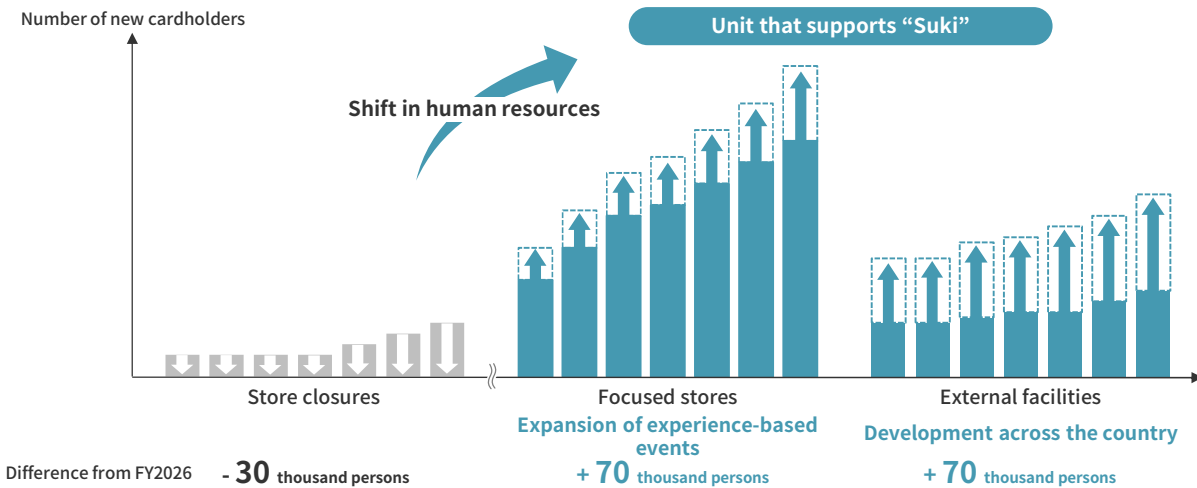 Number of new cardholders
Unit that supports “Suki”
Shift in human resources
Store closures
Focused stores
External facilities
Expansion of experience-based
events
Development across the country
Difference from FY2026
- 30 thousand persons
+ 70 thousand persons
+ 70 thousand persons